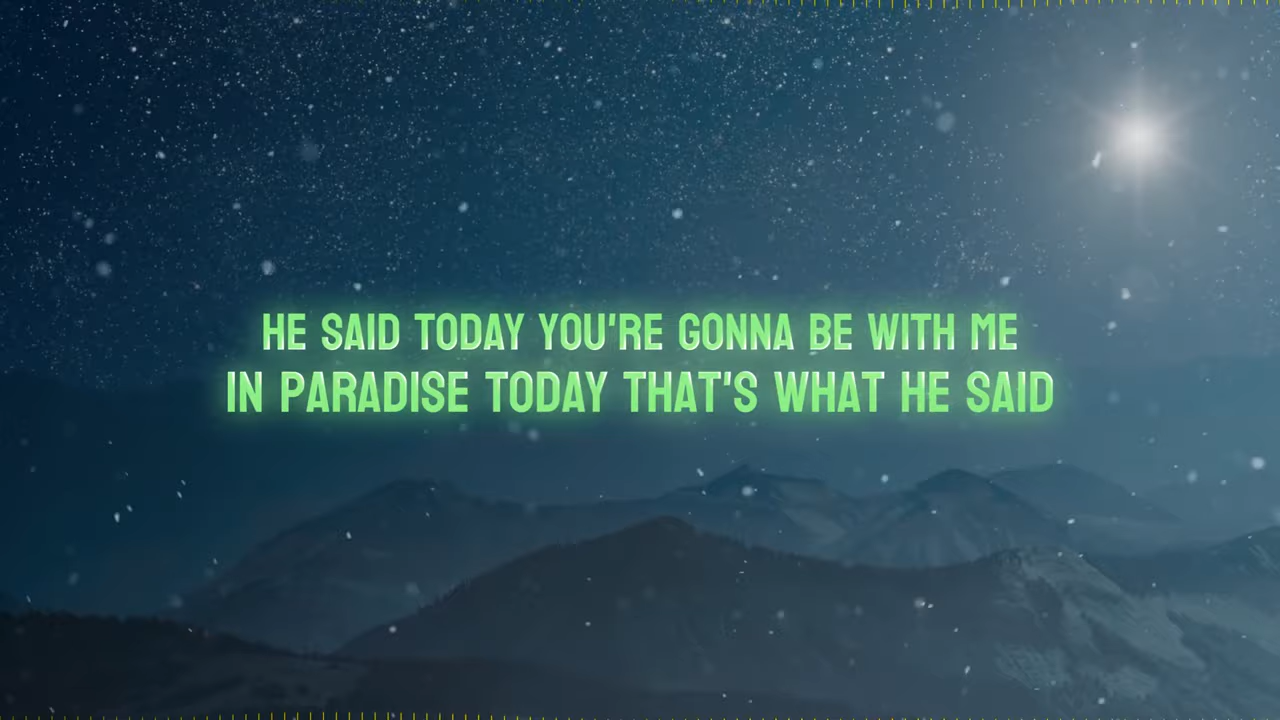 HE SAID TODAY YOU'RE GONNA BE WITH ME
IN PARADISE TODAY THAT'S WHAT HE SAID